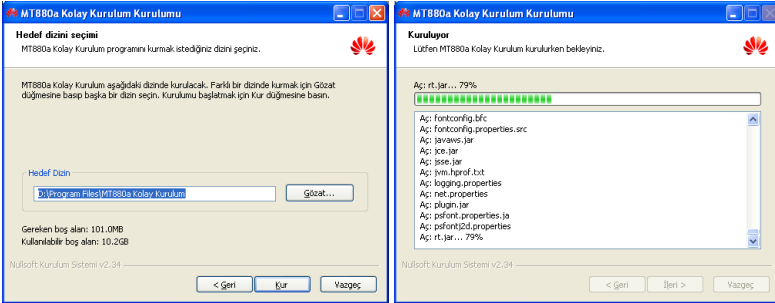 MT880a Kolay Kurulum Kurulumu
Hedef dizini seçimi
MT880a Kolay Kurulum programını kurmak istediğiniz dizini seçiniz.
MT880a Kolay Kurulum aşağıdaki dizinde kurulacak. Farklı bir dizinde kurmak için Gözat
düğmesine basıp başka bir dizin seçin. Kurulumu başlatmak için Kur düğmesine basın.
Hedef Dizin
D:\Program Files\MT880a Kolay Kurulum
Gözat...
Gereken boş alan: 101.0MB
Kullanılabilir boş alan: 10.2GB
Nullsoft Kurulum Sistemi v2.34
< Geri
Kur
Vazgeç
MT880a Kolay Kurulum Kurulumu
Kuruluyor
Lütfen MT880a Kolay Kurulum kurulurken bekleyiniz.
Aç: rt.jar... 79%
Aç: fontconfig.bfc
Aç: fontconfig.properties.src
Aç: javaws.jar
Aç: jce.jar
Aç: jsse.jar
Aç: jvm.hprof.txt
Aç: logging.properties
Aç: net.properties
Aç: plugin.jar
Aç: psfont.properties.ja
Aç: psfontj2d.properties
Aç: rt.jar... 79%
Nullsoft Kurulum Sistemi v2.34
< Geri
İleri >
Vazgeç